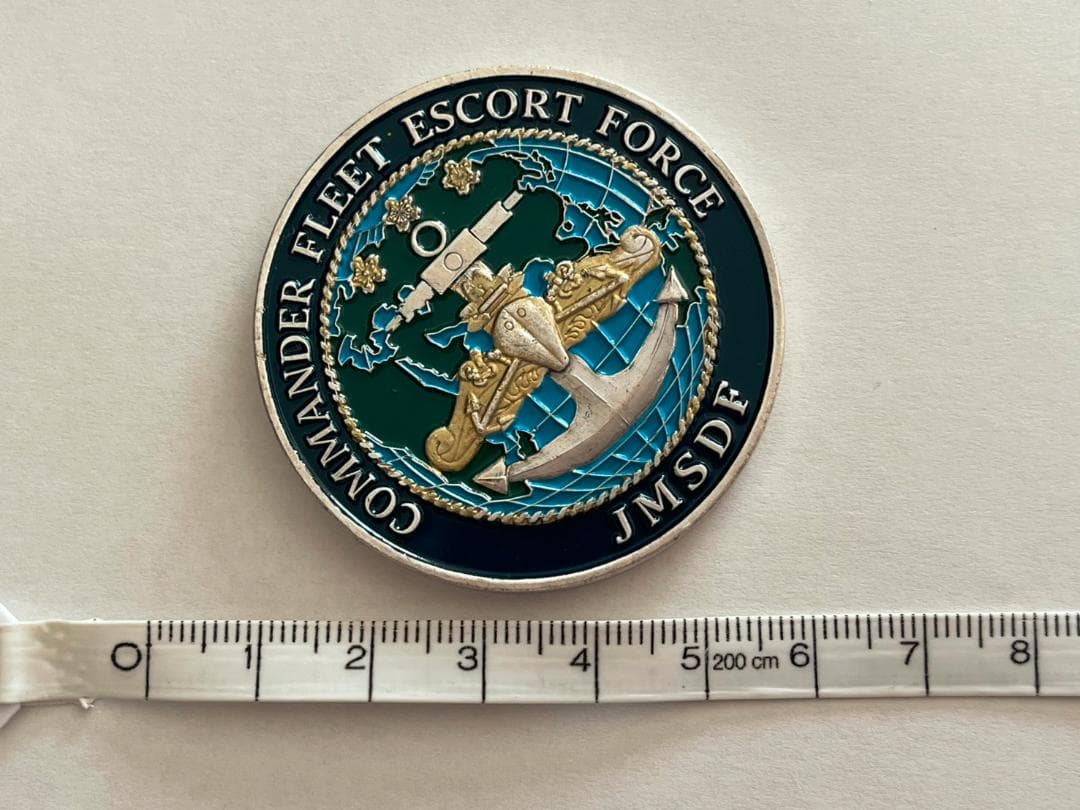 COMMANDER FLEET ESCORT FORCE
JMSDF
0 1 2 3 4 5 200 cm 6 7 8